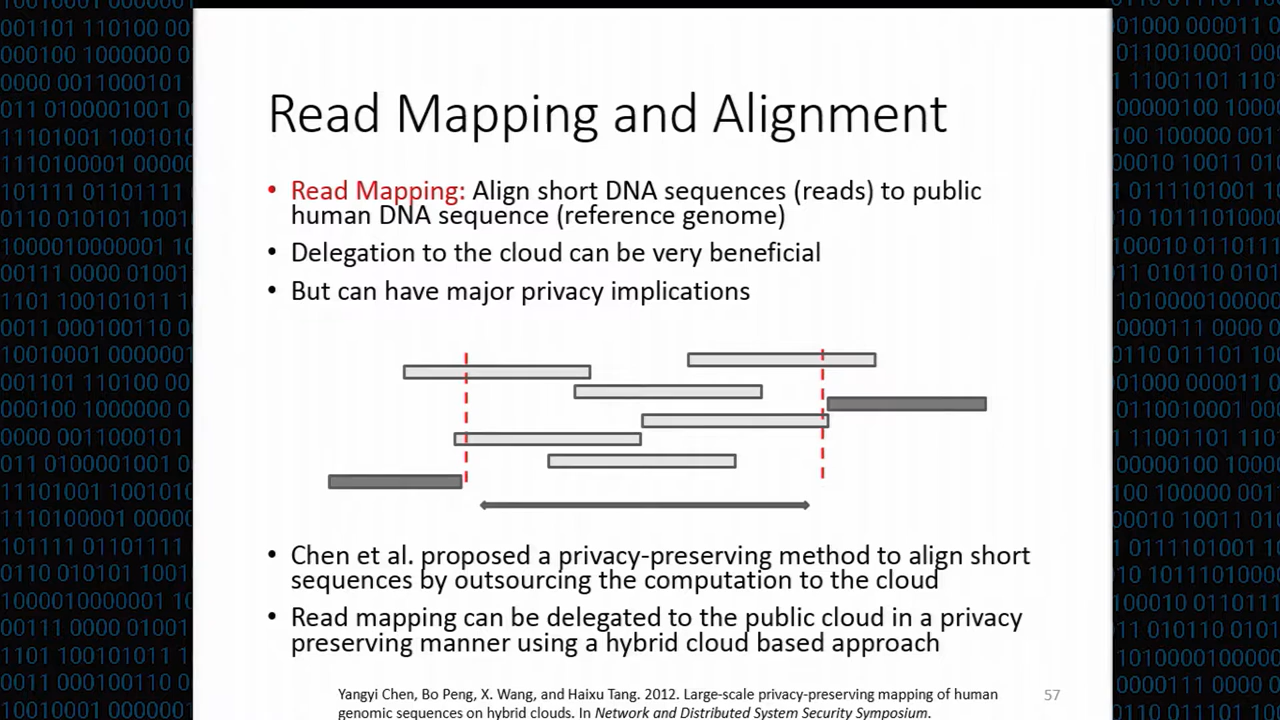 Read Mapping and Alignment
• Read Mapping: Align short DNA sequences (reads) to public
human DNA sequence (reference genome)
• Delegation to the cloud can be very beneficial
• But can have major privacy implications
• Chen et al. proposed a privacy-preserving method to align short
sequences by outsourcing the computation to the cloud
• Read mapping can be delegated to the public cloud in a privacy
preserving manner using a hybrid cloud based approach
Yangyi Chen, Bo Peng, X. Wang, and Haixu Tang. 2012. Large-scale privacy-preserving mapping of human
genomic sequences on hybrid clouds. In Network and Distributed System Security Symposium.
57